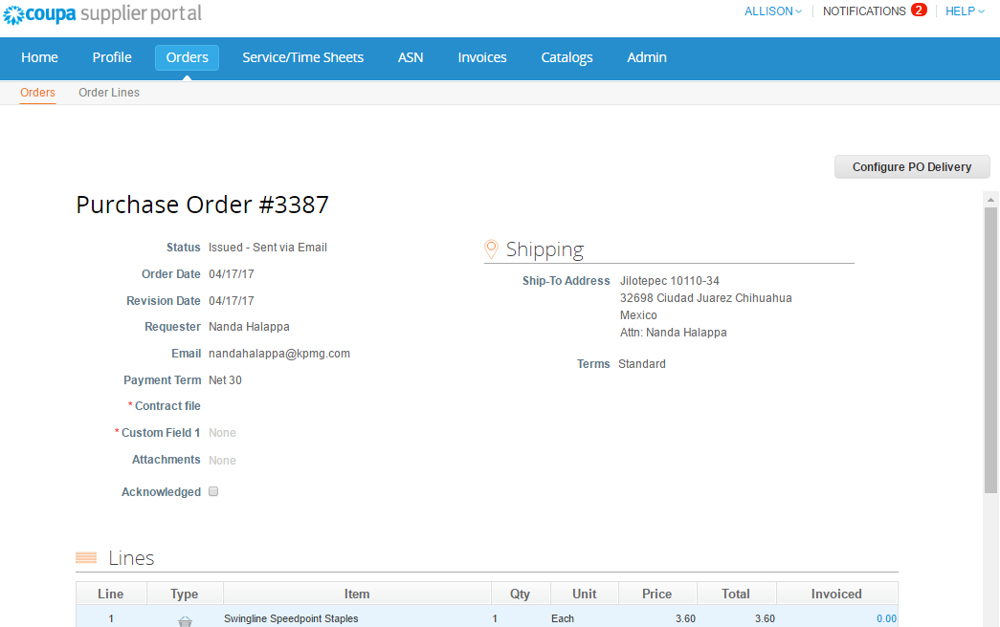 coupa supplier portal
ALLISON NOTIFICATIONS 2 HELP
Home Profile Orders Service/Time Sheets ASN Invoices Catalogs Admin
Orders Order Lines
Configure PO Delivery
Purchase Order #3387
Status Issued - Sent via Email
Order Date 04/17/17
Revision Date 04/17/17
Requester Nanda Halappa
Email nandahalappa@kpmg.com
Payment Term Net 30
* Contract file
* Custom Field 1 None
Attachments None
Acknowledged
Shipping
Ship-To Address Jilotepec 10110-34
32698 Ciudad Juarez Chihuahua
Mexico
Attn: Nanda Halappa
Terms Standard
Lines
Line Type Item Qty Unit Price Total Invoiced
1 Swingline Speedpoint Staples 1 Each 3.60 3.60 0.00